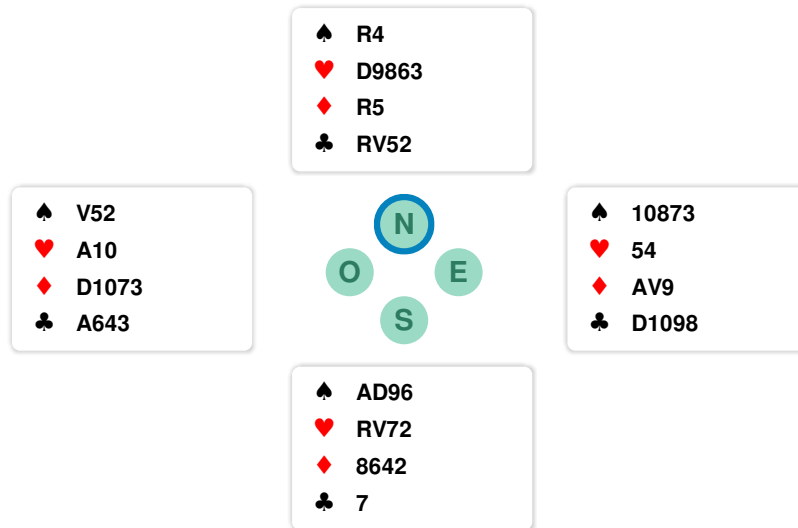 ♠ R4
♥ D9863
♦ R5
♣ RV52
♠ V52
♥ A10
♦ D1073
♣ A643
N
O
E
S
♠ 10873
♥ 54
♦ AV9
♣ D1098
♠ AD96
♥ RV72
♦ 8642
♣ 7